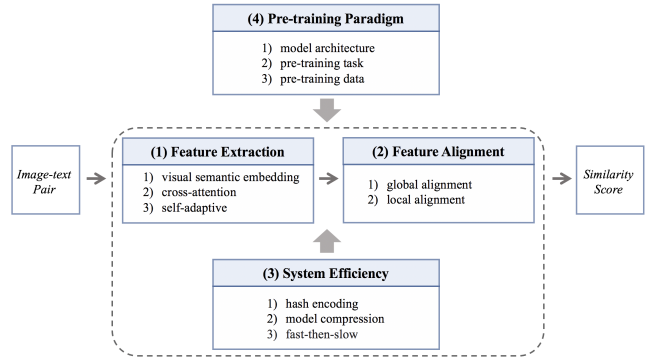 (4) Pre-training Paradigm
1) model architecture
2) pre-training task
3) pre-training data
Image-text
Pair
(1) Feature Extraction
1) visual semantic embedding
2) cross-attention
3) self-adaptive
(2) Feature Alignment
1) global alignment
2) local alignment
Similarity
Score
(3) System Efficiency
1) hash encoding
2) model compression
3) fast-then-slow